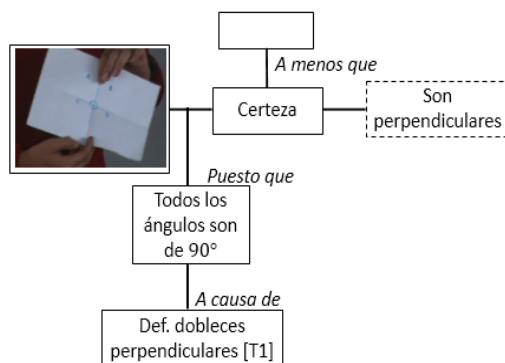 A menos que
Certeza
Son
perpendiculares
Puesto que
Todos los
ángulos son
de 90°
A causa de
Def. dobleces
perpendiculares [T1]